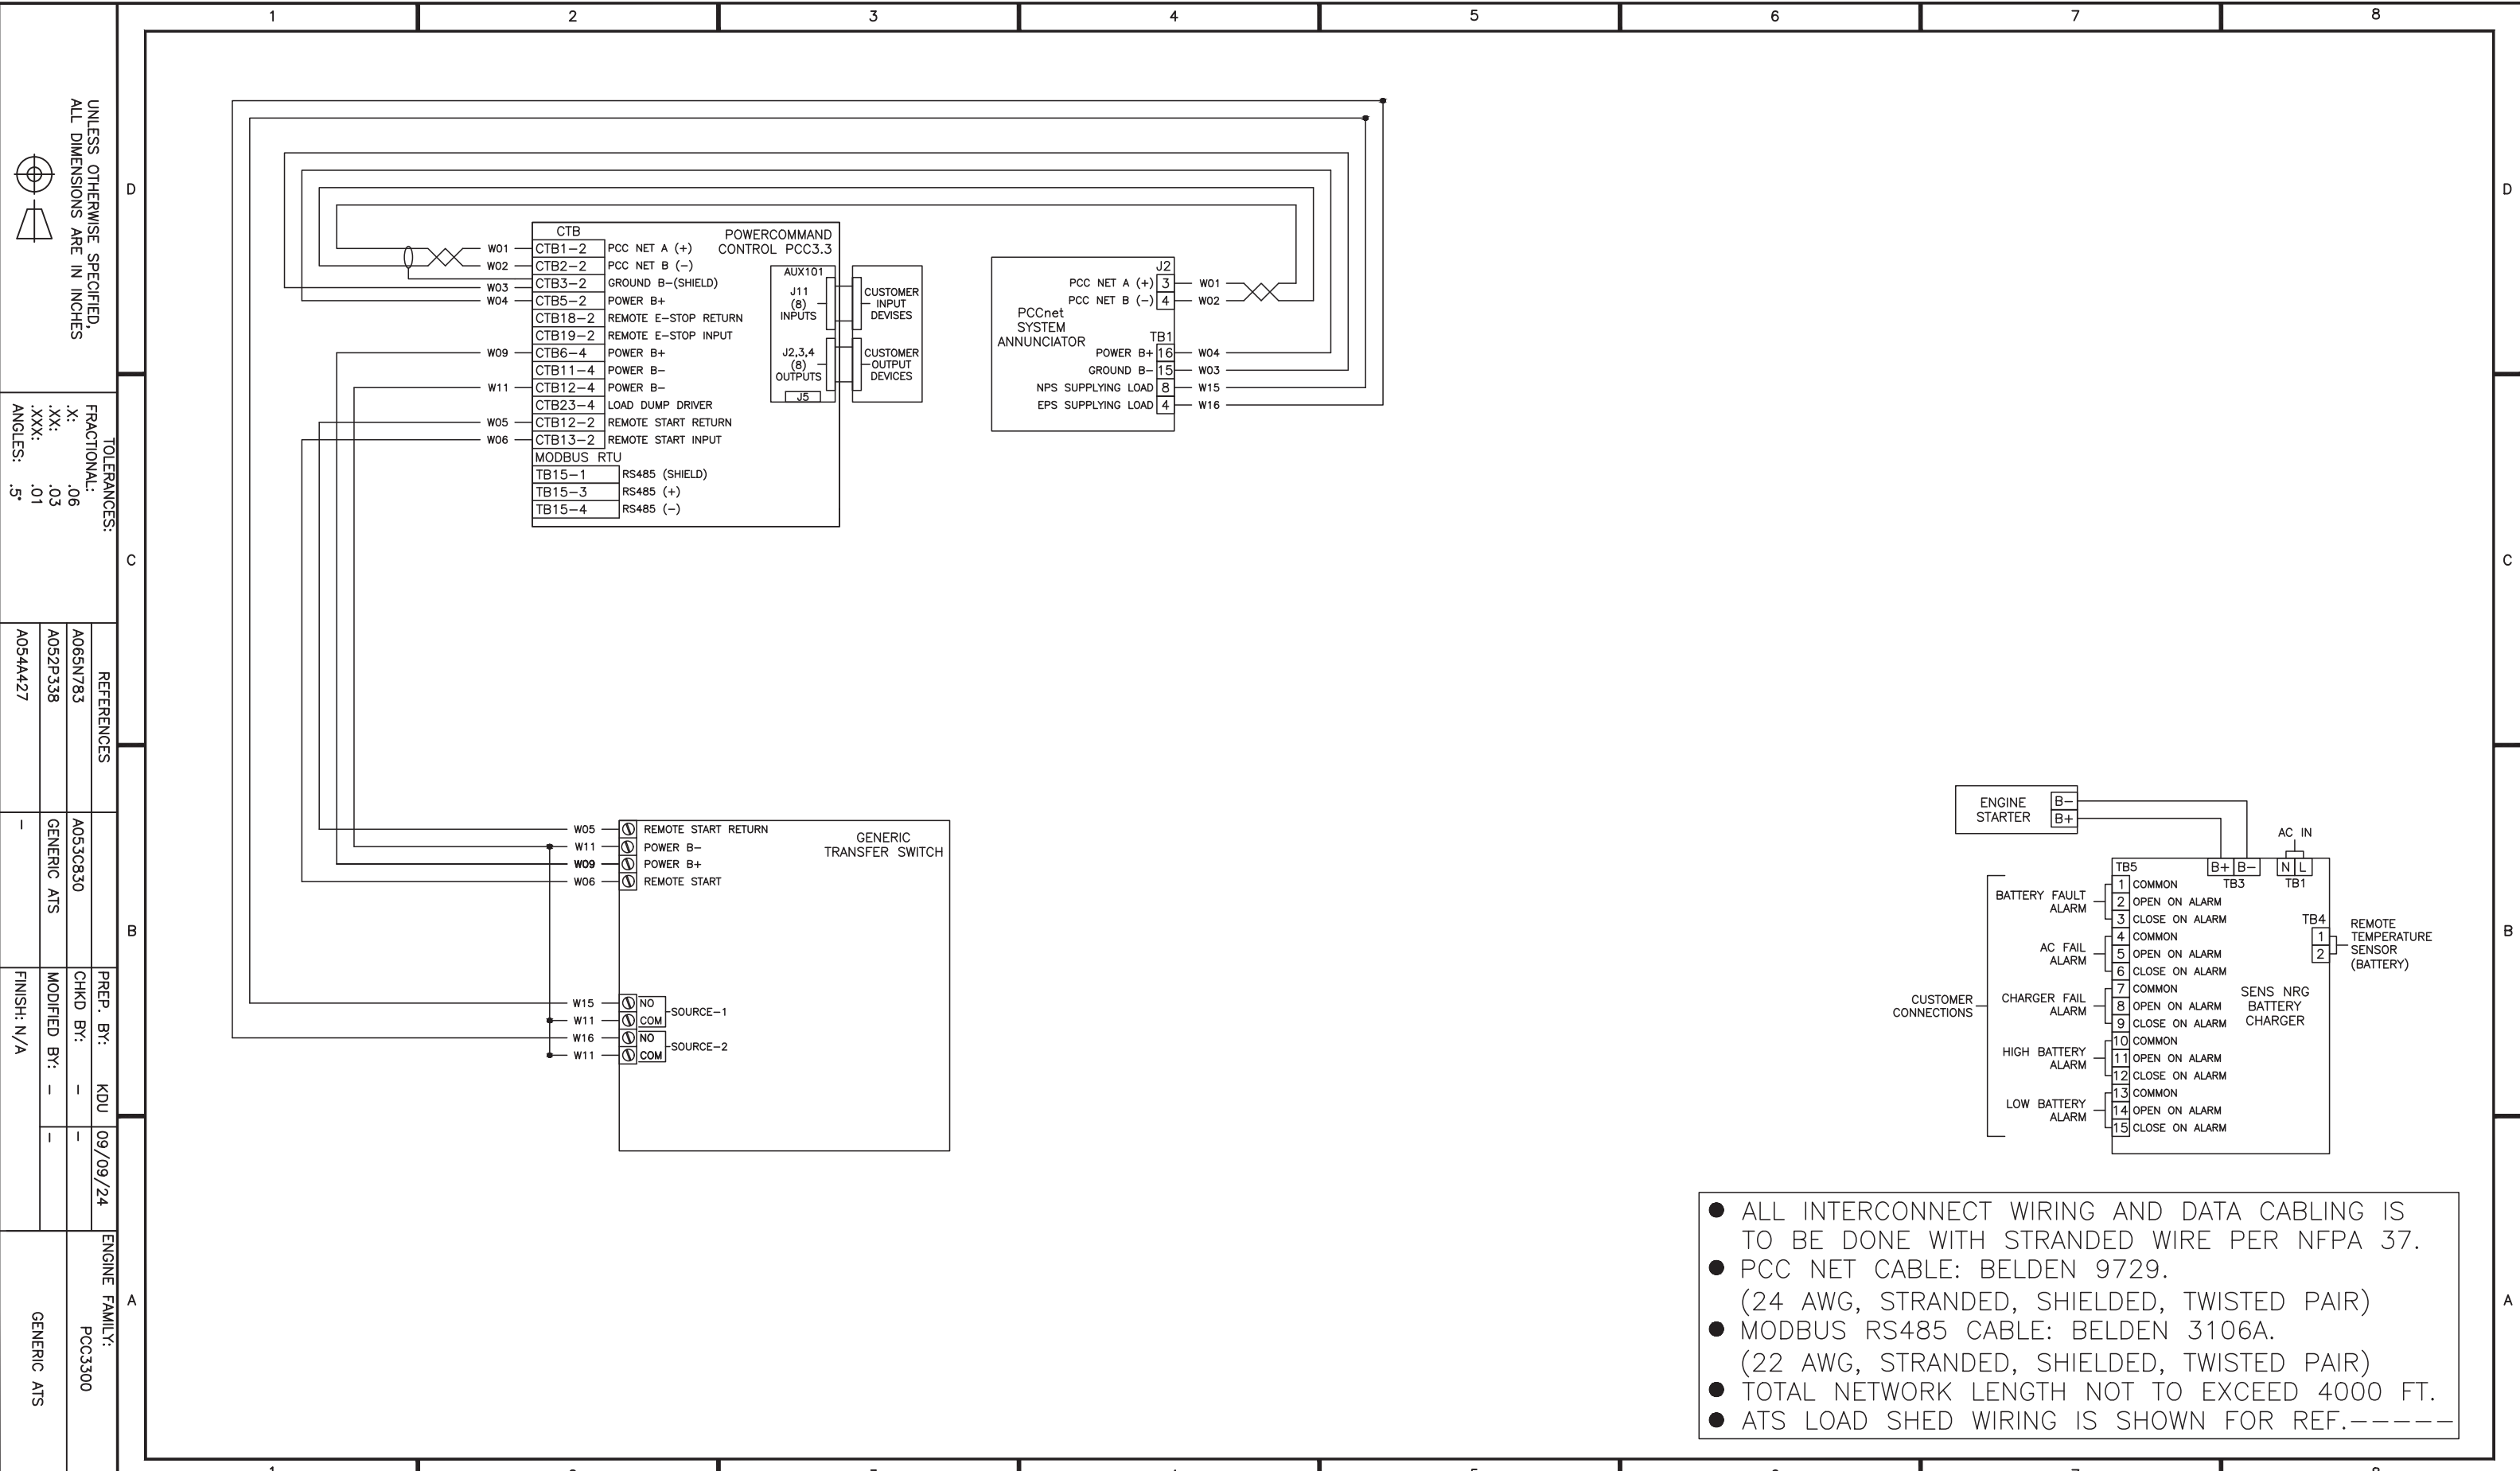 1 2 3 4 5 6 7 8
D
C
B
A
D
C
B
A
UNLESS OTHERWISE SPECIFIED,
ALL DIMENSIONS ARE IN INCHES
TOLERANCES:
FRACTIONAL:
.X: .06
.XX: .03
.XXX: .01
ANGLES: .5°
REFERENCES
A065N783
A052P338
A054A427
A053C830
GENERIC ATS
–
PREP. BY: KDU 09/09/24
CHKD BY: – –
MODIFIED BY: – –
FINISH: N/A
ENGINE FAMILY:
PCC3300
GENERIC ATS
CTB
POWERCOMMAND
CONTROL PCC3.3
W01 CTB1-2 PCC NET A (+)
W02 CTB2-2 PCC NET B (-)
W03 CTB3-2 GROUND B-(SHIELD)
W04 CTB5-2 POWER B+
CTB18-2 REMOTE E-STOP RETURN
CTB19-2 REMOTE E-STOP INPUT
W09 CTB6-4 POWER B+
CTB11-4 POWER B-
W11 CTB12-4 POWER B-
CTB23-4 LOAD DUMP DRIVER
W05 CTB12-2 REMOTE START RETURN
W06 CTB13-2 REMOTE START INPUT
MODBUS RTU
TB15-1 RS485 (SHIELD)
TB15-3 RS485 (+)
TB15-4 RS485 (-)
AUX101
J11
(8)
INPUTS
J2,3,4
(8)
OUTPUTS
J5
CUSTOMER
INPUT
DEVISES
CUSTOMER
OUTPUT
DEVICES
PCCnet
SYSTEM
ANNUNCIATOR
J2
PCC NET A (+) 3 W01
PCC NET B (-) 4 W02
TB1
POWER B+ 16 W04
GROUND B- 15 W03
NPS SUPPLYING LOAD 8 W15
EPS SUPPLYING LOAD 4 W16
GENERIC
TRANSFER SWITCH
W05 REMOTE START RETURN
W11 POWER B-
W09 POWER B+
W06 REMOTE START
W15 NO
W11 COM
SOURCE-1
W16 NO
W11 COM
SOURCE-2
ENGINE
STARTER
B-
B+
AC IN
TB5
B+ B-
TB3
N L
TB1
1 COMMON
2 OPEN ON ALARM
3 CLOSE ON ALARM
4 COMMON
5 OPEN ON ALARM
6 CLOSE ON ALARM
7 COMMON
8 OPEN ON ALARM
9 CLOSE ON ALARM
10 COMMON
11 OPEN ON ALARM
12 CLOSE ON ALARM
13 COMMON
14 OPEN ON ALARM
15 CLOSE ON ALARM
BATTERY FAULT
ALARM
AC FAIL
ALARM
CHARGER FAIL
ALARM
HIGH BATTERY
ALARM
LOW BATTERY
ALARM
CUSTOMER
CONNECTIONS
TB4
1
2
REMOTE
TEMPERATURE
SENSOR
(BATTERY)
SENS NRG
BATTERY
CHARGER
● ALL INTERCONNECT WIRING AND DATA CABLING IS
TO BE DONE WITH STRANDED WIRE PER NFPA 37.
● PCC NET CABLE: BELDEN 9729.
(24 AWG, STRANDED, SHIELDED, TWISTED PAIR)
● MODBUS RS485 CABLE: BELDEN 3106A.
(22 AWG, STRANDED, SHIELDED, TWISTED PAIR)
● TOTAL NETWORK LENGTH NOT TO EXCEED 4000 FT.
● ATS LOAD SHED WIRING IS SHOWN FOR REF.-----